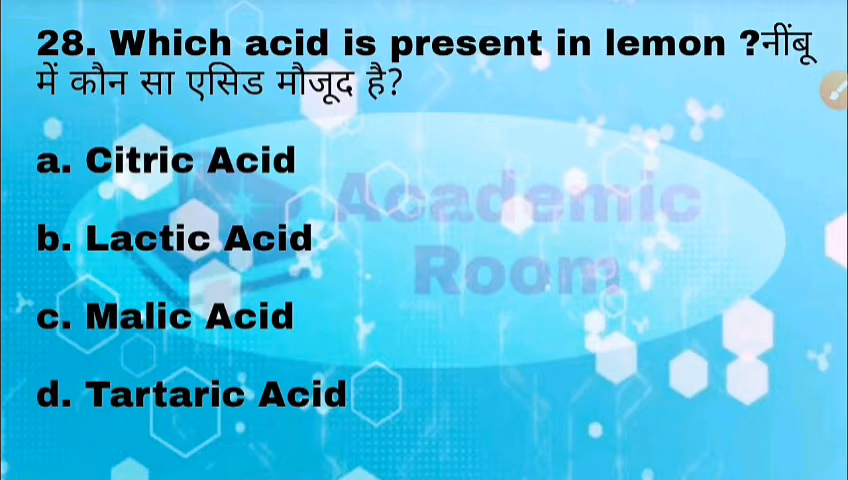 28. Which acid is present in lemon ?नींबू
में कौन सा एसिड मौजूद है?
a. Citric Acid
b. Lactic Acid
c. Malic Acid
d. Tartaric Acid
Academic
Room